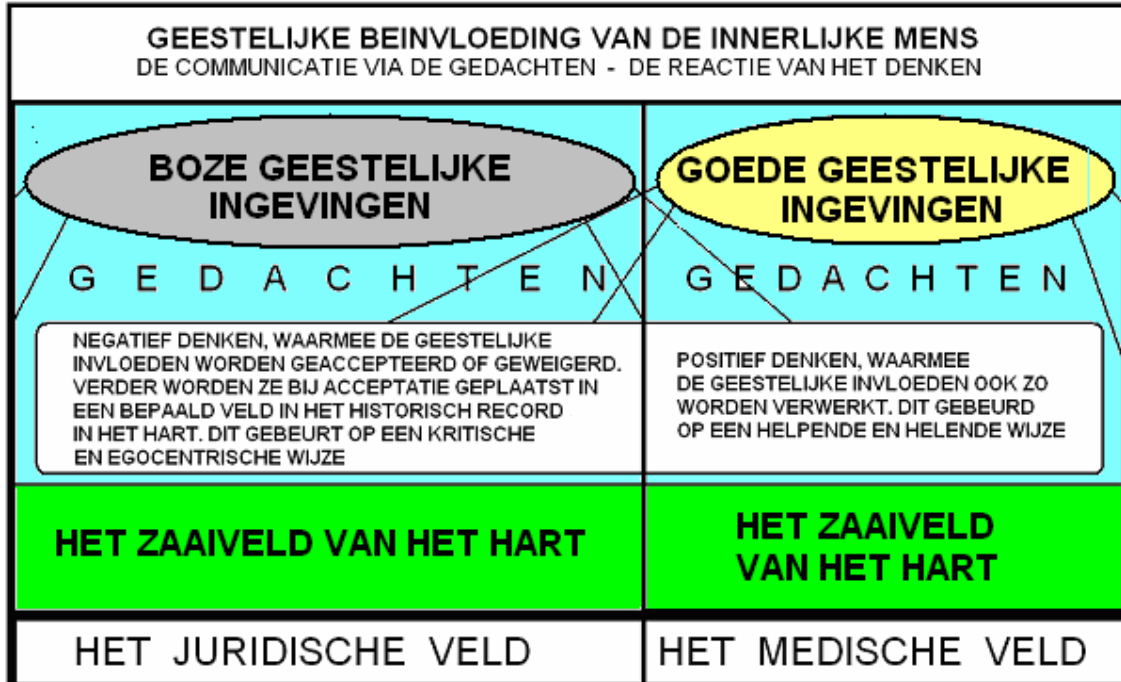 GEESTELIJKE BEINVLOEDING VAN DE INNERLIJKE MENS
DE COMMUNICATIE VIA DE GEDACHTEN - DE REACTIE VAN HET DENKEN
BOZE GEESTELIJKE
INGEVINGEN
G E D A C H T E N
NEGATIEF DENKEN, WAARMEE DE GEESTELIJKE
INVLOEDEN WORDEN GEACCEPTEERD OF GEWEIGERD.
VERDER WORDEN ZE BIJ ACCEPTATIE GEPLAATST IN
EEN BEPAALD VELD IN HET HISTORISCH RECORD
IN HET HART. DIT GEBEURT OP EEN KRITISCHE
EN EGOCENTRISCHE WIJZE
HET ZAAIVELD VAN HET HART
HET JURIDISCHE VELD
GOEDE GEESTELIJKE
INGEVINGEN
G E D A C H T E N
POSITIEF DENKEN, WAARMEE
DE GEESTELIJKE INVLOEDEN OOK ZO
WORDEN VERWERKT. DIT GEBEURD
OP EEN HELPENDE EN HELENDE WIJZE
HET ZAAIVELD
VAN HET HART
HET MEDISCHE VELD